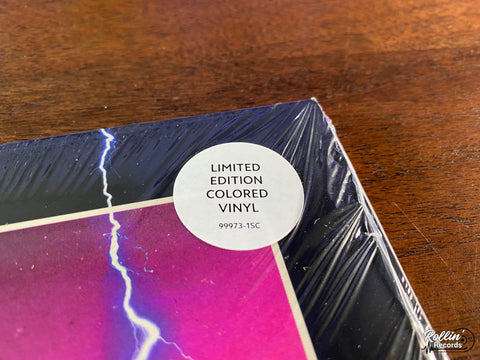 LIMITED
EDITION
COLORED
VINYL
99973-1SC
Rollin'
Records